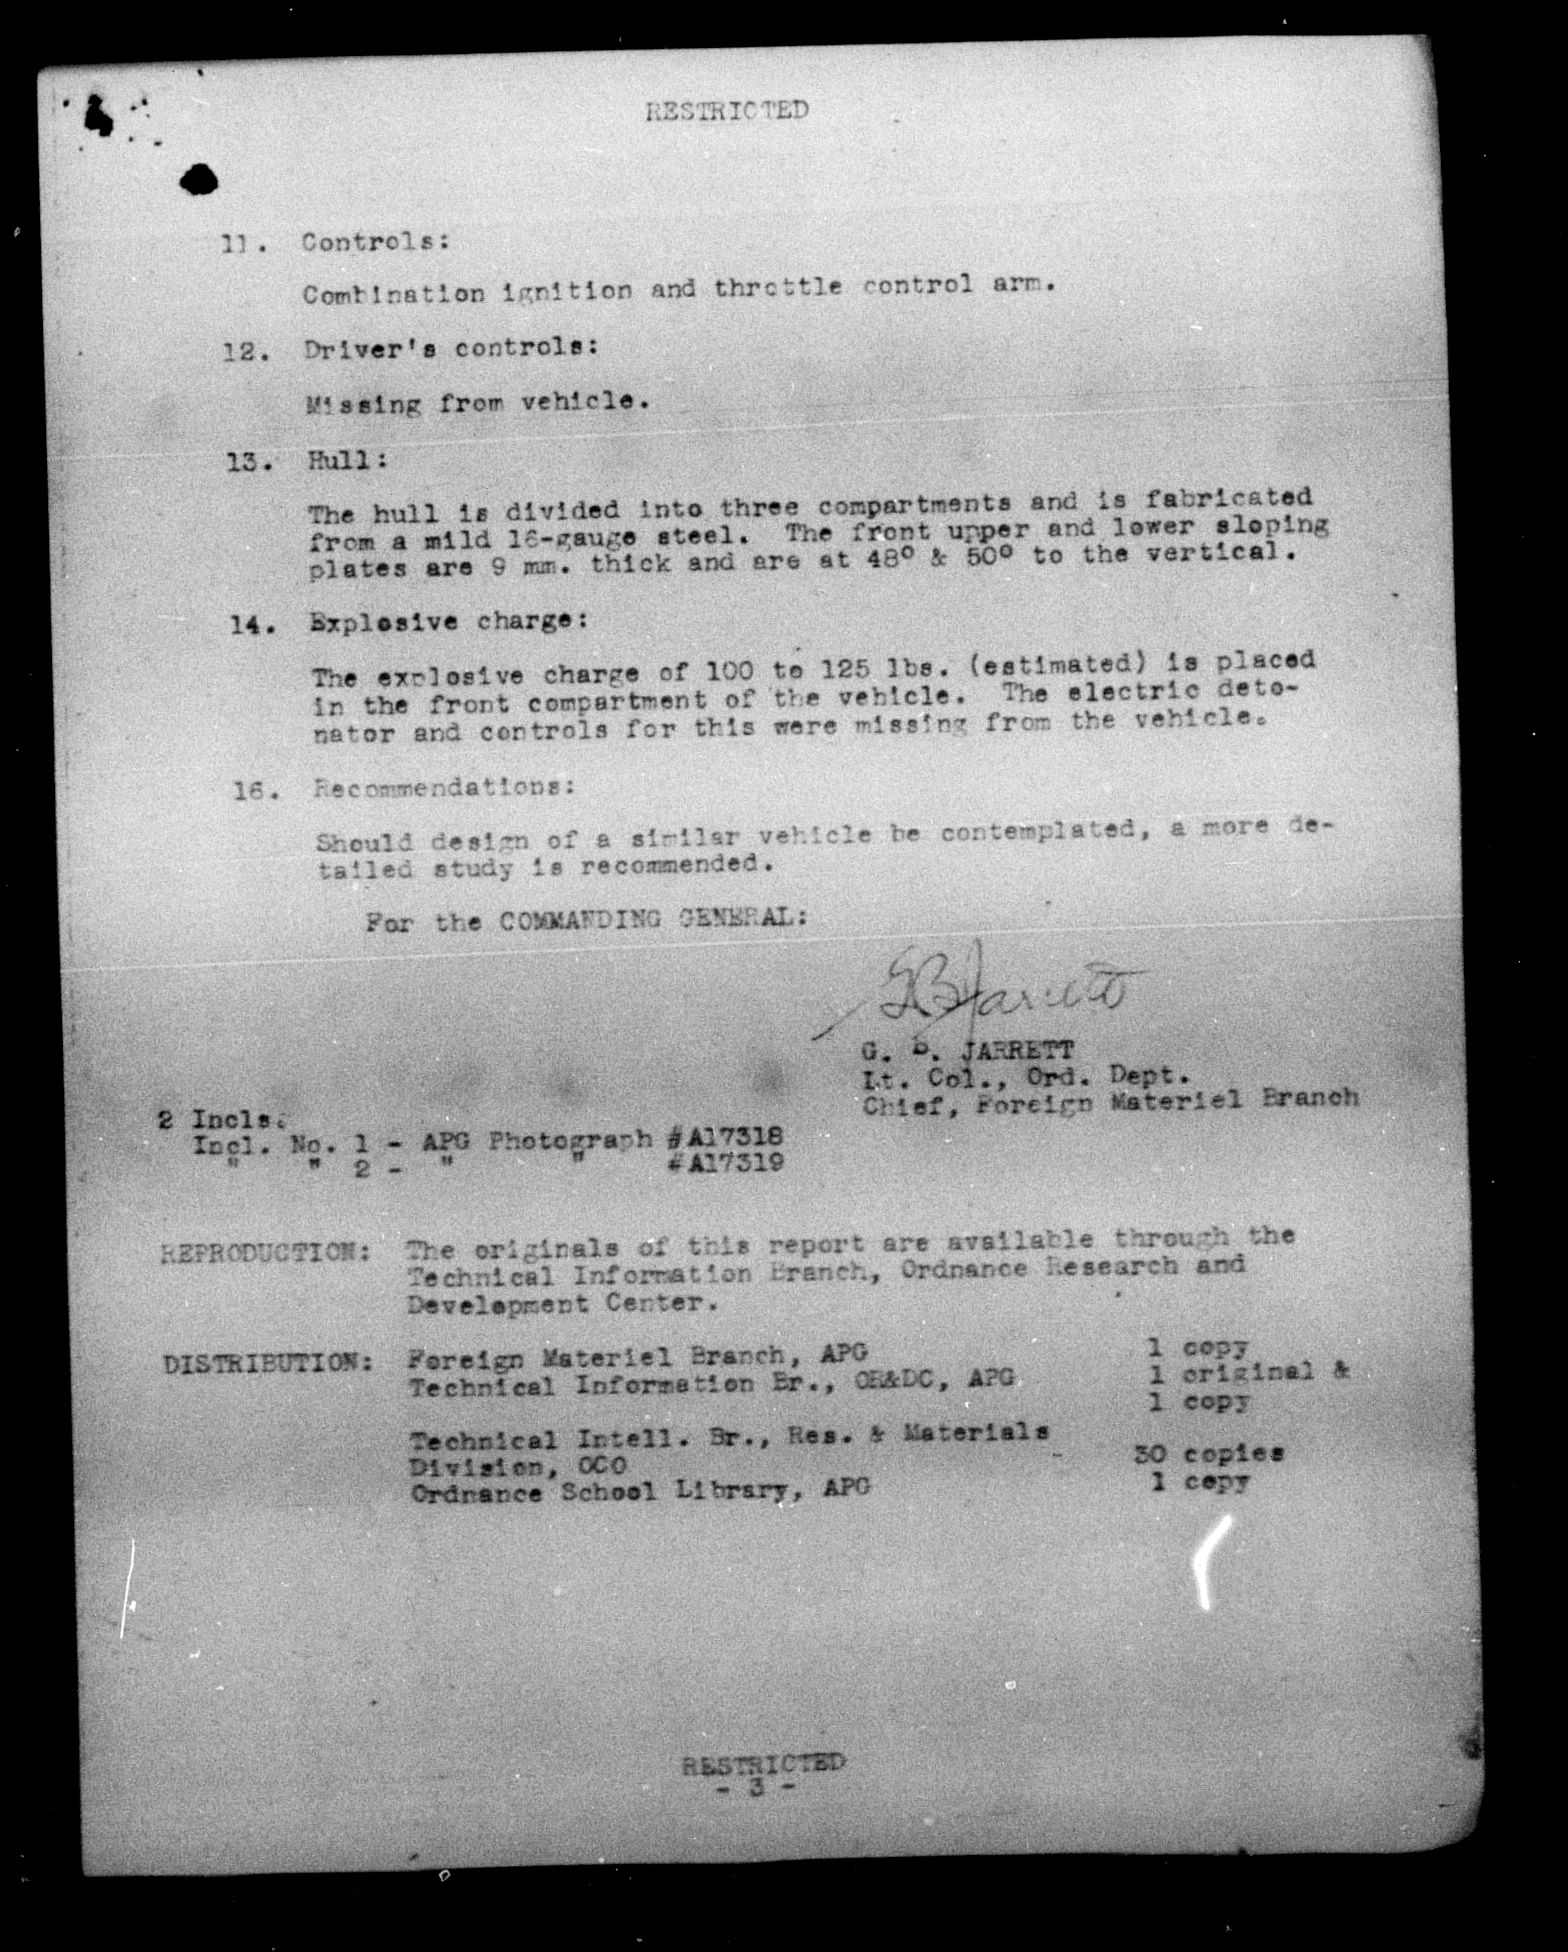 RESTRICTED
11. Controls:
Combination ignition and throttle control arm.
12. Driver's controls:
Missing from vehicle.
13. Hull:
The hull is divided into three compartments and is fabricated
from a mild 16-gauge steel. The front upper and lower sloping
plates are 9 mm. thick and are at 48° & 50° to the vertical.
14. Explosive charge:
The explosive charge of 100 to 125 lbs. (estimated) is placed
in the front compartment of the vehicle. The electric deto-
nator and controls for this were missing from the vehicle.
16. Recommendations:
Should design of a similar vehicle be contemplated, a more de-
tailed study is recommended.
For the COMMANDING GENERAL:
GBJarrett
G. B. JARRETT
Lt. Col., Ord. Dept.
Chief, Foreign Materiel Branch
2 Incls.
Incl. No. 1 - APG Photograph #A17318
" " 2 - " " #A17319
REPRODUCTION: The originals of this report are available through the
Technical Information Branch, Ordnance Research and
Development Center.
DISTRIBUTION: Foreign Materiel Branch, APG 1 copy
Technical Information Br., OR&DC, APG 1 original &
1 copy
Technical Intell. Br., Res. & Materials
Division, OCO 30 copies
Ordnance School Library, APG 1 copy
RESTRICTED
- 3 -